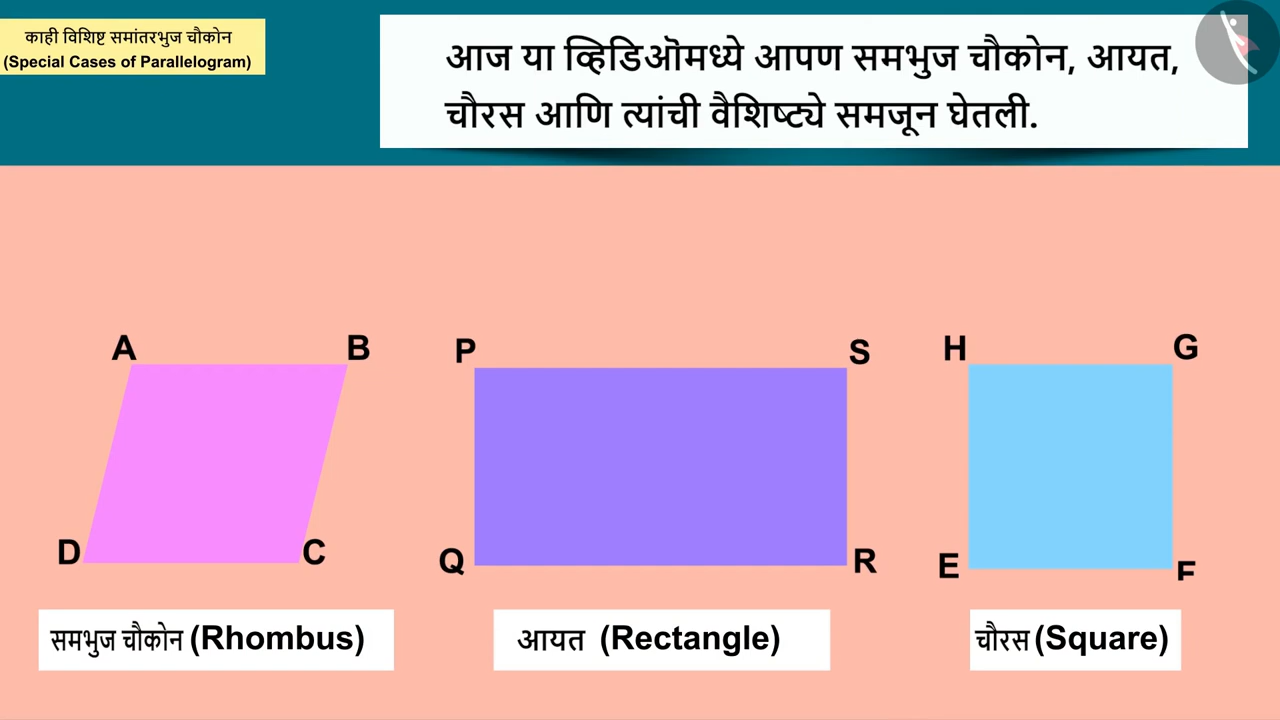 काही विशिष्ट समांतरभुज चौकोन
(Special Cases of Parallelogram)
आज या व्हिडिॲामध्ये आपण समभुज चौकोन, आयत,
चौरस आणि त्यांची वैशिष्ट्ये समजून घेतली.
A B P S H G
D C Q R E F
समभुज चौकोन (Rhombus) आयत (Rectangle) चौरस (Square)